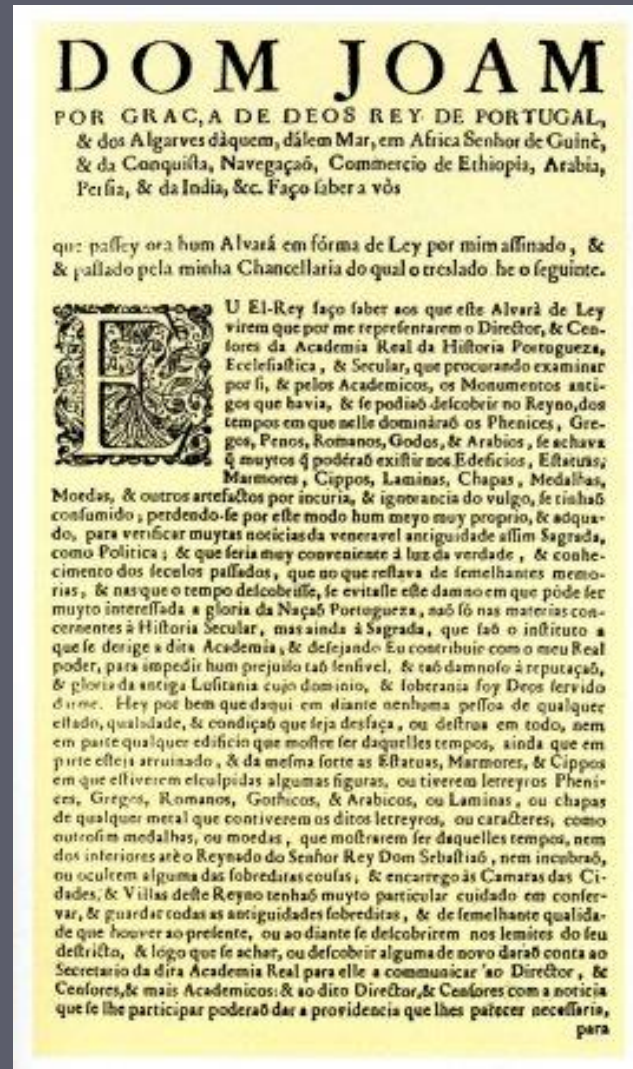 DOM JOAM
POR GRAC,A DE DEOS REY DE PORTUGAL,
& dos Algarves dàquem, dálem Mar, em Africa Senhor de Guinè,
& da Conquiſta, Navegaçaõ, Commercio de Ethiopia, Arabia,
Perſia, & da India, &c. Faço ſaber a vòs
que paſſey ora hum Alvará em fórma de Ley por mim aſſinado, &
& paſſado pela minha Chancellaria do qual o treslado he o ſeguinte.
EU El-Rey faço ſaber aos que eſte Alvarà de Ley
virem que por me repreſentarem o Director, & Cen-
ſores da Academia Real da Hiſtoria Portugueza,
Eccleſiaſtica, & Secular, que procurando examinar
por ſi, & pelos Academicos, os Monumentos anti-
gos que havia, & ſe podiaõ deſcobrir no Reyno, dos
tempos em que nelle dominàraõ os Phenices, Gre-
gos, Penos, Romanos, Godos, & Arabios, ſe achava
q̃ muytos q̃ podéraõ exiſtir nos Edeficios, Eſtatuas,
Marmores, Cippos, Laminas, Chapas, Medalhas,
Moedas, & outros artefactos por incuria, & ignorancia do vulgo, ſe tinhaõ
conſumido; perdendo-ſe por eſte modo hum meyo muy proprio, & adqua-
do, para verificar muytas noticias da veneravel antiguidade aſſim Sagrada,
como Politica; & que ſeria muy conveniente á luz da verdade, & conhe-
cimento dos ſeculos paſſados, que no que reſtava de ſemelhantes memo-
rias, & nas que o tempo deſcobriſſe, ſe evitaſſe eſte damno em que pòde ſer
muyto intereſſada a gloria da Naçaõ Portugueza, naõ ſó nas materias con-
cernentes à Hiſtoria Secular, mas ainda à Sagrada, que ſaõ o inſtituto a
que ſe derige a dita Academia; & deſejando Eu contribuir com o meu Real
poder, para impedir hum prejuiſo taõ ſenſivel, & taõ damnoſo à reputaçaõ,
& gloria da antiga Luſitania cujo dominio, & ſoberania foy Deos ſervido
darme. Hey por bem que daqui em diante nenhuma peſſoa de qualquer
eſtado, qualidade, & condiçaõ que ſeja desfaça, ou deſtrua em todo, nem
em parte qualquer edificio que moſtre ſer daquelles tempos, ainda que em
parte eſteja arruinado, & da meſma ſorte as Eſtatuas, Marmores, & Cippos
em que eſtiverem eſculpidas algumas figuras, ou tiverem letreyros Pheni-
ces, Gregos, Romanos, Gothicos, & Arabicos, ou Laminas, ou chapas
de qualquer metal que contiverem os ditos letreyros, ou caracteres, como
outroſim medalhas, ou moedas, que moſtrarem ſer daquelles tempos, nem
dos inferiores atè o Reynado do Senhor Rey Dom Sebaſtiaõ, nem incubraõ,
ou occultem alguma das ſobreditas couſas; & encarrego às Camaras das Ci-
dades, & Villas deſte Reyno tenhaõ muyto particular cuidado em conſer-
var, & guardar todas as antiguidades ſobreditas, & de ſemelhante qualida-
de que houver ao preſente, ou ao diante ſe deſcobrirem nos lemites do ſeu
deſtricto, & lógo que ſe achar, ou deſcobrir alguma de novo daraõ conta ao
Secretario da dita Academia Real para elle a communicar ao Director, &
Cenſores, & mais Academicos: & ao dito Director, & Cenſores com a noticia
que ſe lhe participar poderaõ dar a providencia que lhes parecer neceſſaria,
para